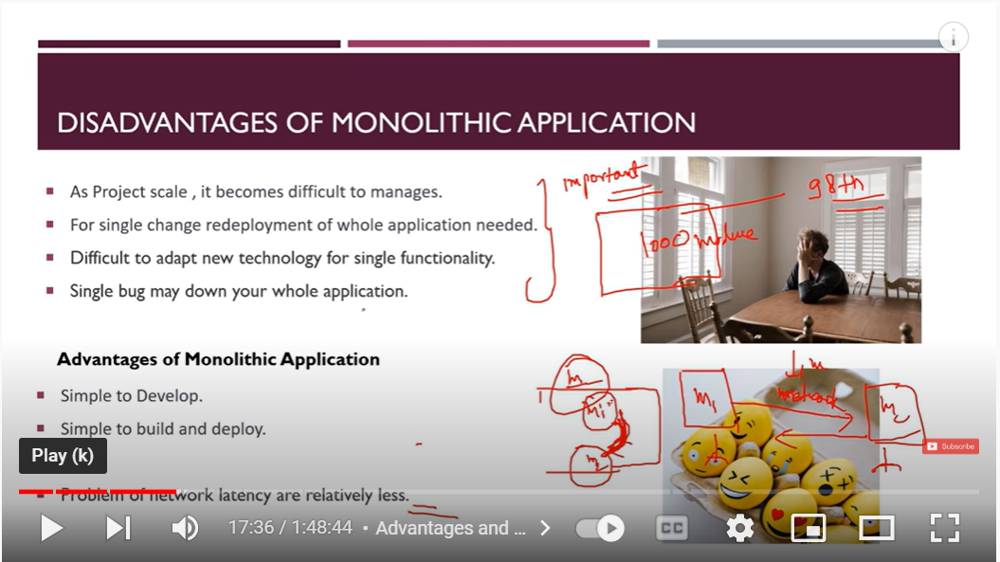 DISADVANTAGES OF MONOLITHIC APPLICATION
As Project scale , it becomes difficult to manages.
For single change redeployment of whole application needed.
Difficult to adapt new technology for single functionality.
Single bug may down your whole application.
important
98th
1000 module
Advantages of Monolithic Application
Simple to Develop.
Simple to build and deploy.
Problem of network latency are relatively less.
m
M1
m2
M1
network
m
M2
Subscribe
Play (k)
17:36 / 1:48:44 • Advantages and ...
CC